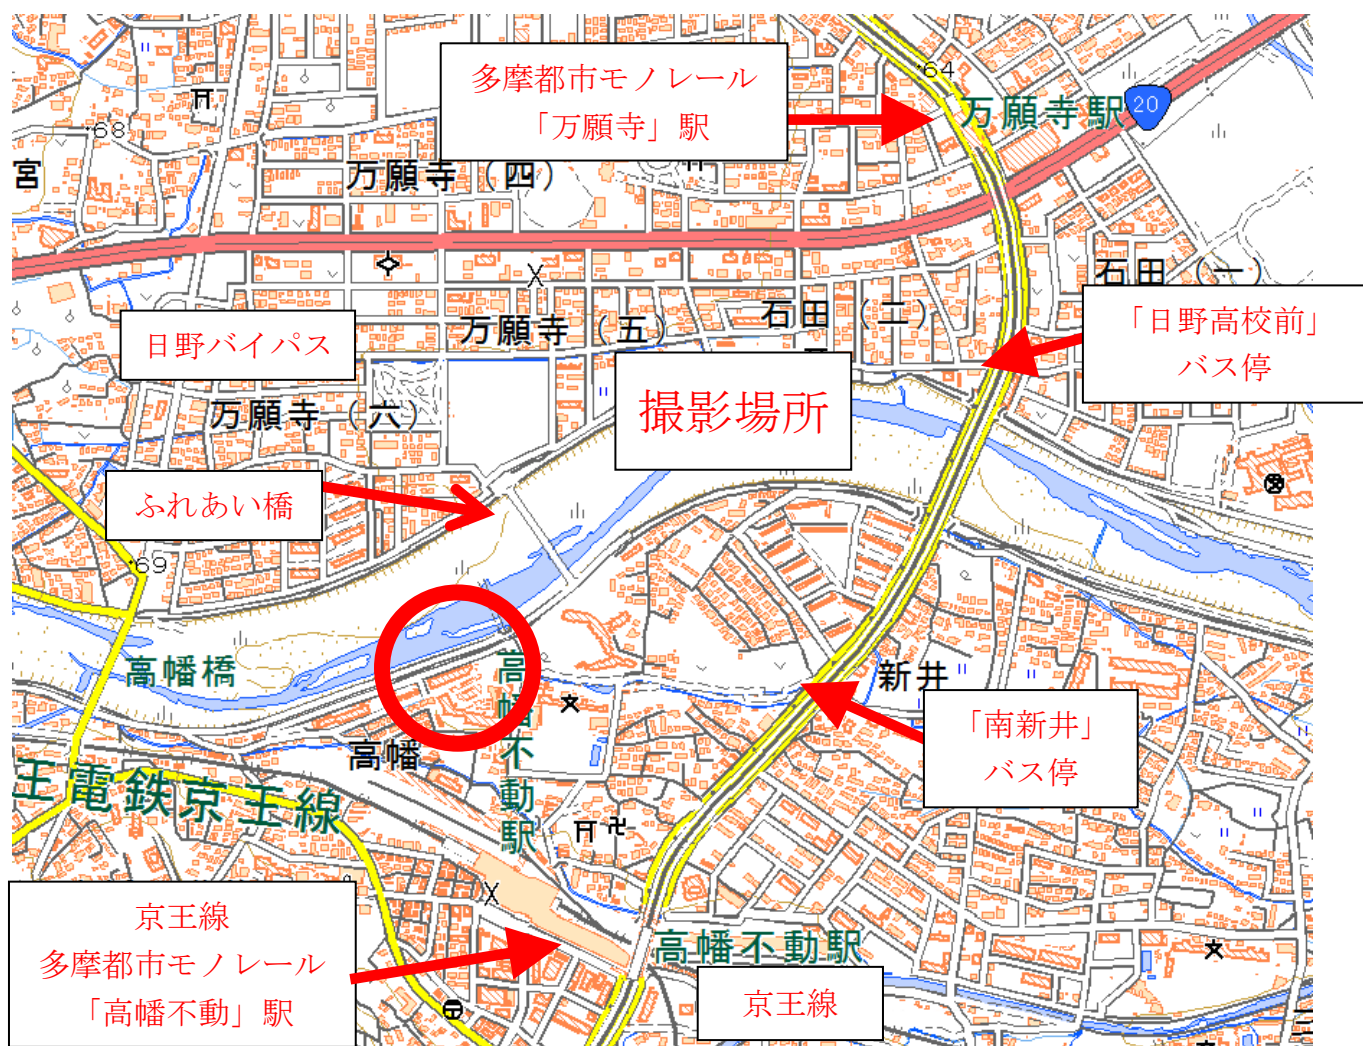 多摩都市モノレール
「万願寺」駅
64
万願寺駅
20
68
宮
万願寺（四）
石田（一）
「日野高校前」
バス停
日野バイパス
万願寺（五）
石田（二）
撮影場所
万願寺（六）
ふれあい橋
69
高幡橋
高幡不動駅
新井
「南新井」
バス停
高幡
王電鉄京王線
京王線
多摩都市モノレール
「高幡不動」駅
高幡不動駅
京王線